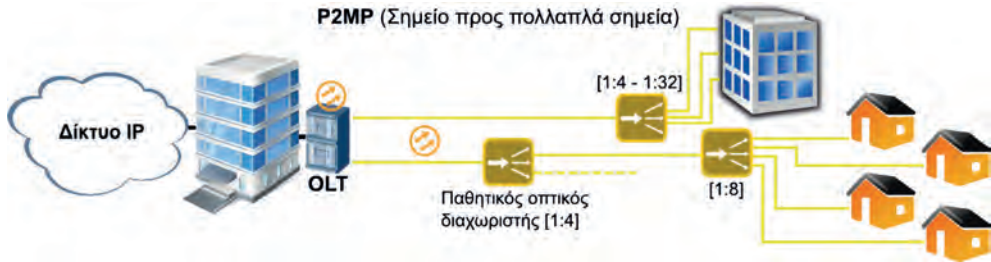 P2MP (Σημείο προς πολλαπλά σημεία)
[1:4 - 1:32]
Δίκτυο IP
OLT
Παθητικός οπτικός
διαχωριστής [1:4]
[1:8]